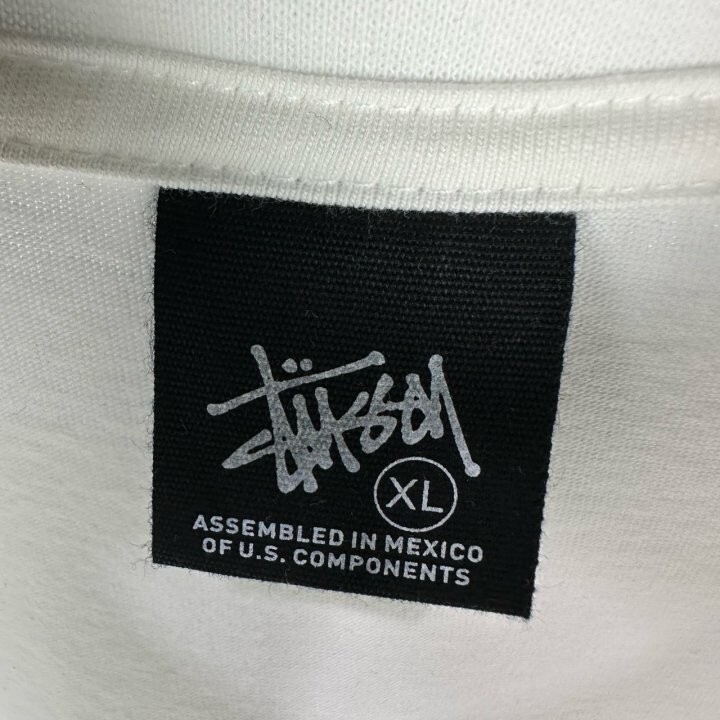 Stüssy
XL
ASSEMBLED IN MEXICO
OF U.S. COMPONENTS